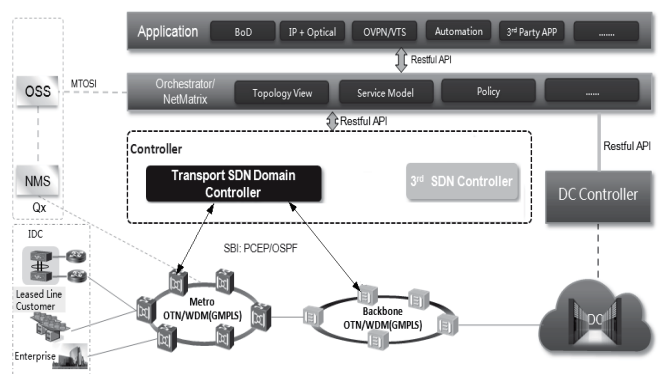 Application
BoD
IP + Optical
OVPN/VTS
Automation
3rd Party APP
.......
Restful API
OSS
MTOSI
Orchestrator/
NetMatrix
Topology View
Service Model
Policy
......
Restful API
Controller
Restful API
Transport SDN Domain
Controller
3rd SDN Controller
NMS
DC Controller
Qx
SBI: PCEP/OSPF
IDC
Leased Line
Customer
Metro
OTN/WDM(GMPLS)
Backbone
OTN/WDM(GMPLS)
Enterprise